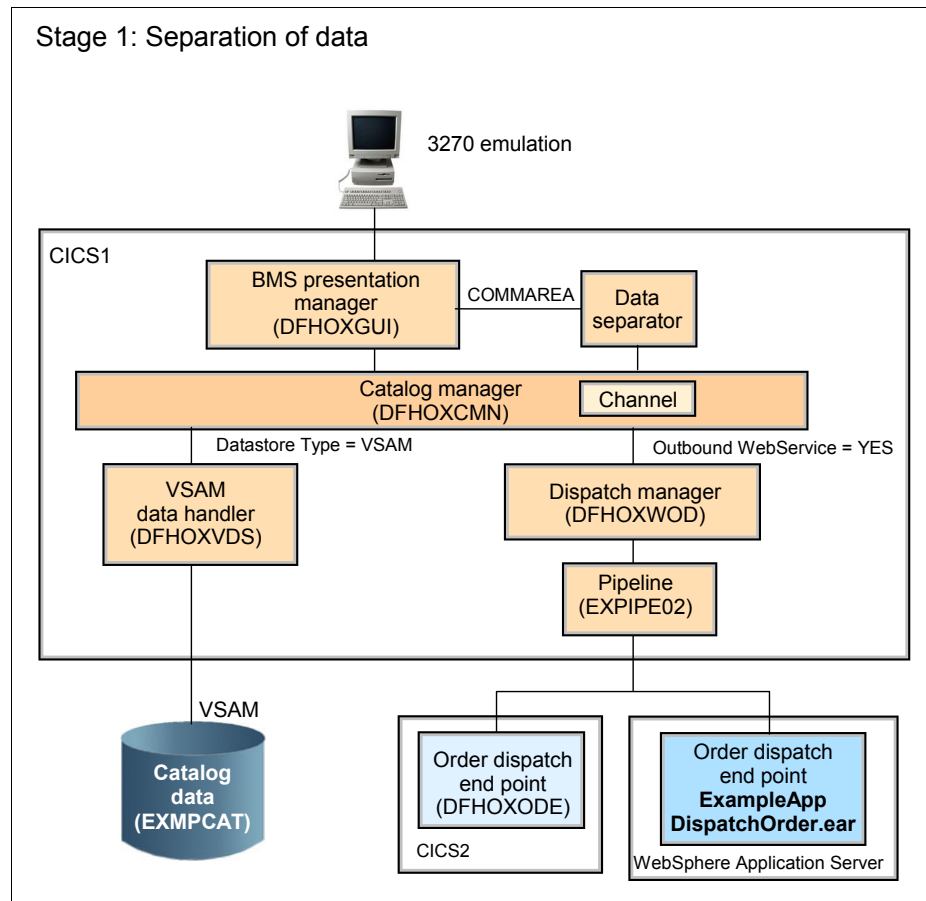 Stage 1: Separation of data
3270 emulation
CICS1
BMS presentation
manager
(DFHOXGUI)
COMMAREA
Data
separator
Catalog manager
(DFHOXCMN)
Channel
Datastore Type = VSAM
Outbound WebService = YES
VSAM
data handler
(DFHOXVDS)
Dispatch manager
(DFHOXWOD)
Pipeline
(EXPIPE02)
VSAM
Catalog
data
(EXMPCAT)
Order dispatch
end point
(DFHOXODE)
CICS2
Order dispatch
end point
ExampleApp
DispatchOrder.ear
WebSphere Application Server